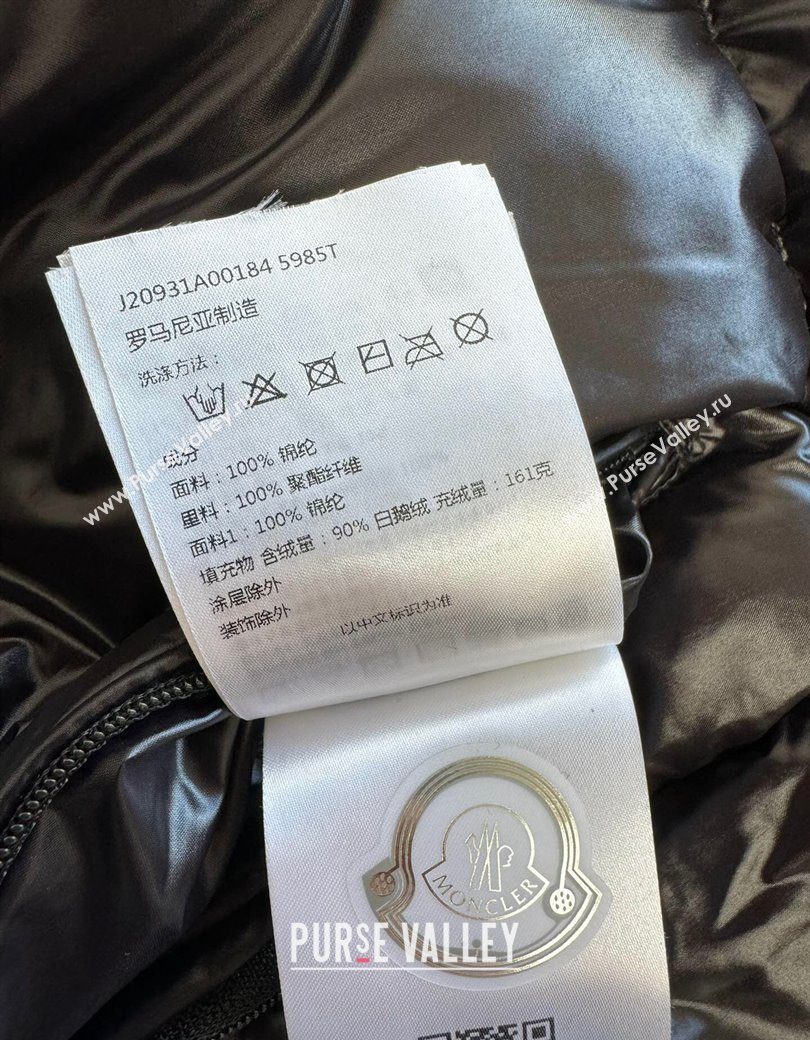 J20931A00184 5985T
罗马尼亚制造
洗涤方法：
成分
面料：100% 锦纶
里料：100% 聚酯纤维
面料1：100% 锦纶
填充物 含绒量：90% 白鹅绒 充绒量：161克
涂层除外
装饰除外
以中文标识为准
www.PurseValley.ru
www.PurseValley.ru
MONCLER
PURSE VALLEY